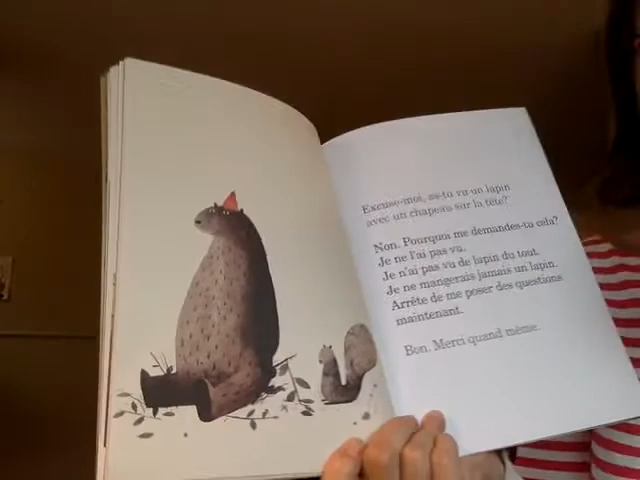 Excuse-moi, as-tu vu un lapin
avec un chapeau sur la tête?
Non. Pourquoi me demandes-tu cela?
Je ne l'ai pas vu.
Je n'ai pas vu de lapin du tout.
Je ne mangerais jamais un lapin.
Arrête de me poser des questions
maintenant.
Bon. Merci quand même.